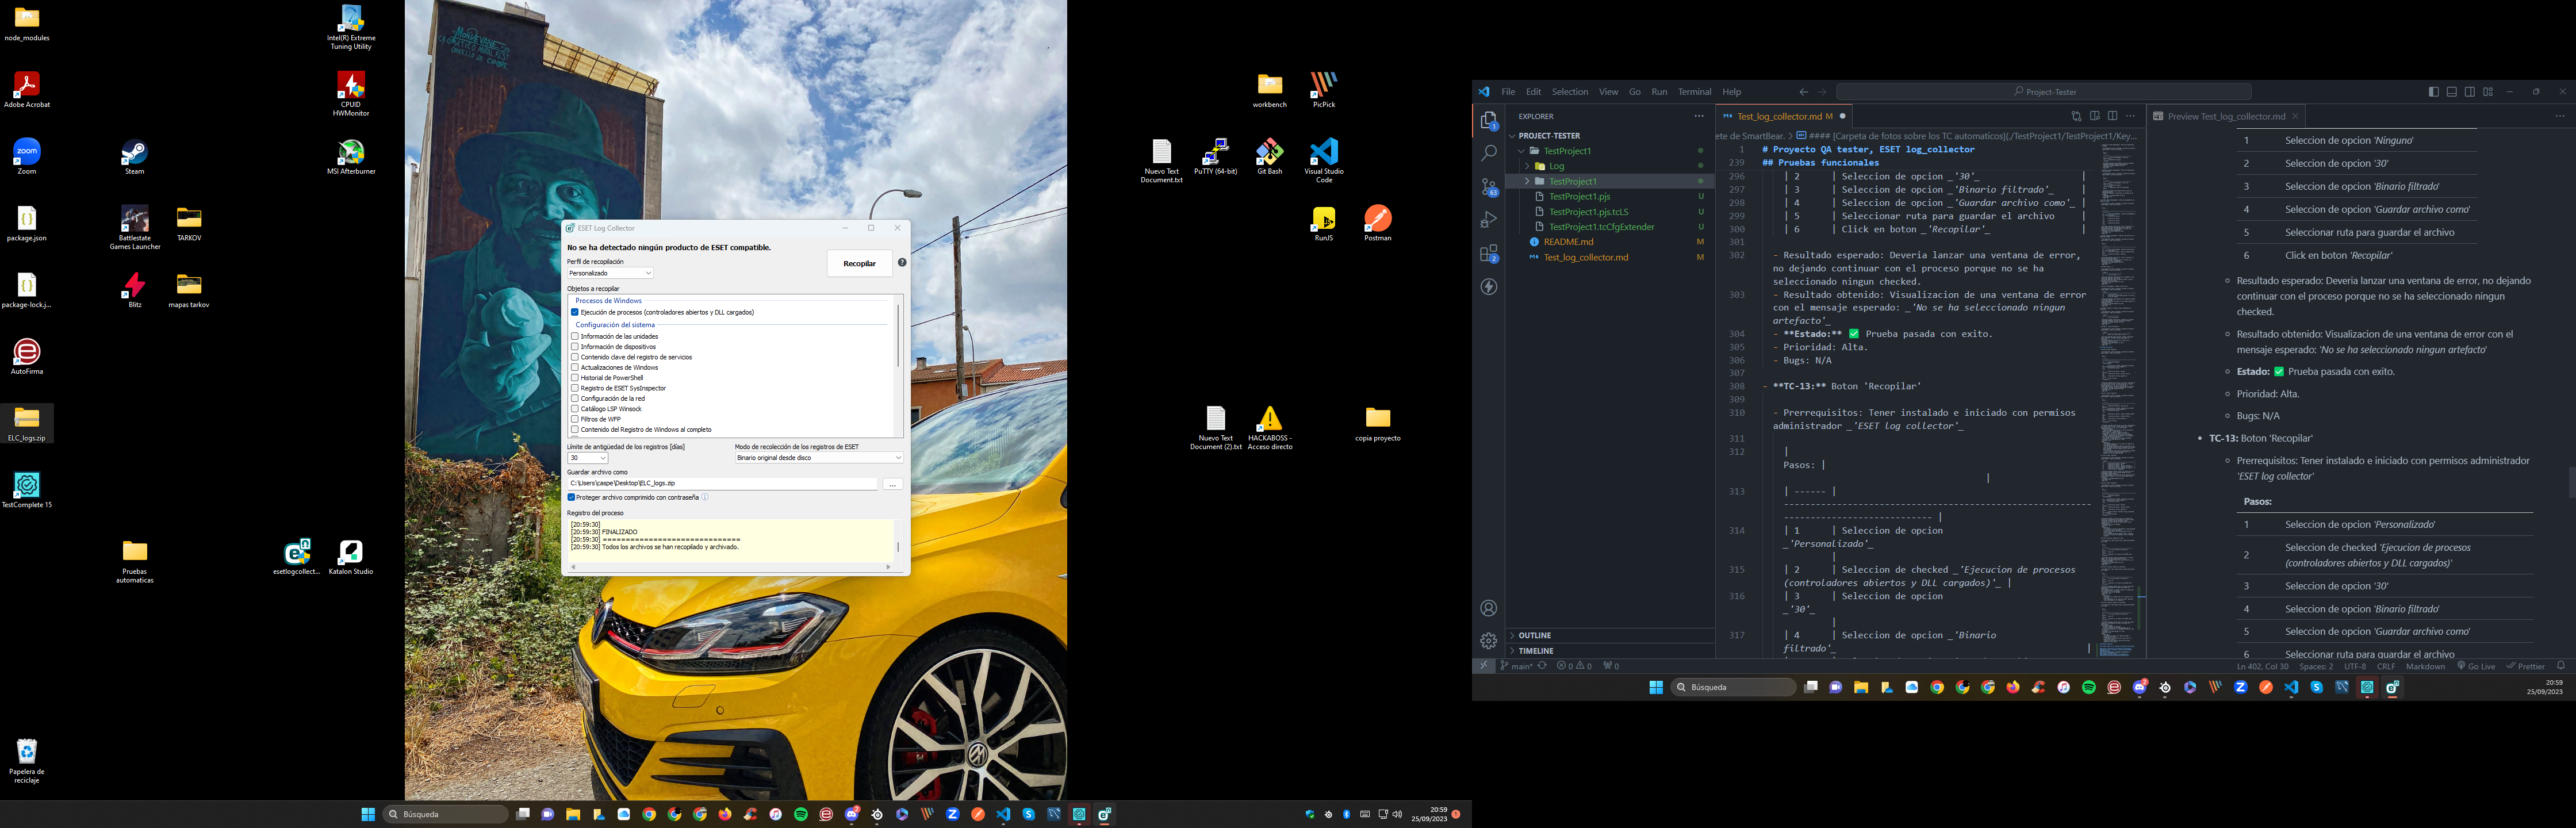 node_modules
Adobe Acrobat
Zoom
package.json
package-lock.j...
AutoFirma
ELC_logs.zip
TestComplete 15
Papelera de
reciclaje
Steam
Battlestate
Games Launcher
TARKOV
Blitz
mapas tarkov
Pruebas
automaticas
Intel(R) Extreme
Tuning Utility
CPUID
HWMonitor
MSI Afterburner
esetlogcollect...
Katalon Studio
ESET Log Collector
No se ha detectado ningún producto de ESET compatible.
Perfil de recopilación
Personalizado
Recopilar
Objetos a recopilar
Procesos de Windows
Ejecución de procesos (controladores abiertos y DLL cargados)
Configuración del sistema
Información de las unidades
Información de dispositivos
Contenido clave del registro de servicios
Actualizaciones de Windows
Historial de PowerShell
Registro de ESET SysInspector
Configuración de la red
Catálogo LSP Winsock
Filtros de WFP
Contenido del Registro de Windows al completo
Límite de antigüedad de los registros [días]
Modo de recolección de los registros de ESET
30
Binario original desde disco
Guardar archivo como
C:\Users\caspe\Desktop\ELC_logs.zip
...
Proteger archivo comprimido con contraseña
Registro del proceso
[20:59:30]
[20:59:30] FINALIZADO
[20:59:30] ==============================
[20:59:30] Todos los archivos se han recopilado y archivado.
workbench
PicPick
Nuevo Text
Document.txt
PuTTY (64-bit)
Git Bash
Visual Studio
Code
RunJS
Postman
Nuevo Text
Document (2).txt
HACKABOSS -
Acceso directo
copia proyecto
Búsqueda
20:59
25/09/2023
File Edit Selection View Go Run Terminal Help
Project-Tester
EXPLORER
PROJECT-TESTER
TestProject1
Log
TestProject1
TestProject1.pjs U
TestProject1.pjs.tcLS U
TestProject1.tcCfgExtender U
README.md M
Test_log_collector.md M
OUTLINE
TIMELINE
Test_log_collector.md M
ete de SmartBear. > #### [Carpeta de fotos sobre los TC automaticos](./TestProject1/TestProject1/Key...
1 # Proyecto QA tester, ESET log_collector
239 ## Pruebas funcionales
296 | 2 | Seleccion de opcion _'30'_ |
297 | 3 | Seleccion de opcion _'Binario filtrado'_ |
298 | 4 | Seleccion de opcion _'Guardar archivo como'_ |
299 | 5 | Seleccionar ruta para guardar el archivo |
300 | 6 | Click en boton _'Recopilar'_ |
301
302 - Resultado esperado: Deveria lanzar una ventana de error,
no dejando continuar con el proceso porque no se ha
seleccionado ningun checked.
303 - Resultado obtenido: Visualizacion de una ventana de error
con el mensaje esperado: _'No se ha seleccionado ningun
artefacto'_
304 - **Estado:** ✅ Prueba pasada con exito.
305 - Prioridad: Alta.
306 - Bugs: N/A
307
308 - **TC-13:** Boton 'Recopilar'
309
310 - Prerrequisitos: Tener instalado e iniciado con permisos
administrador _'ESET log collector'_
311
312 |
Pasos: |
|
313 | ------ |
------------------------------------------------------
-------------------------- |
314 | 1 | Seleccion de opcion
_'Personalizado'_
|
315 | 2 | Seleccion de checked _'Ejecucion de procesos
(controladores abiertos y DLL cargados)'_ |
316 | 3 | Seleccion de opcion
_'30'_
|
317 | 4 | Seleccion de opcion _'Binario
filtrado'_
Preview Test_log_collector.md
1 Seleccion de opcion 'Ninguno'
2 Seleccion de opcion '30'
3 Seleccion de opcion 'Binario filtrado'
4 Seleccion de opcion 'Guardar archivo como'
5 Seleccionar ruta para guardar el archivo
6 Click en boton 'Recopilar'
Resultado esperado: Deveria lanzar una ventana de error, no dejando
continuar con el proceso porque no se ha seleccionado ningun
checked.
Resultado obtenido: Visualizacion de una ventana de error con el
mensaje esperado: 'No se ha seleccionado ningun artefacto'
Estado: ✅ Prueba pasada con exito.
Prioridad: Alta.
Bugs: N/A
TC-13: Boton 'Recopilar'
Prerrequisitos: Tener instalado e iniciado con permisos administrador
'ESET log collector'
Pasos:
1 Seleccion de opcion 'Personalizado'
2 Seleccion de checked 'Ejecucion de procesos
(controladores abiertos y DLL cargados)'
3 Seleccion de opcion '30'
4 Seleccion de opcion 'Binario filtrado'
5 Seleccion de opcion 'Guardar archivo como'
6 Seleccionar ruta para guardar el archivo
main* 0 0 0
Ln 402, Col 30 Spaces: 2 UTF-8 CRLF Markdown Go Live Prettier
Búsqueda
20:59
25/09/2023